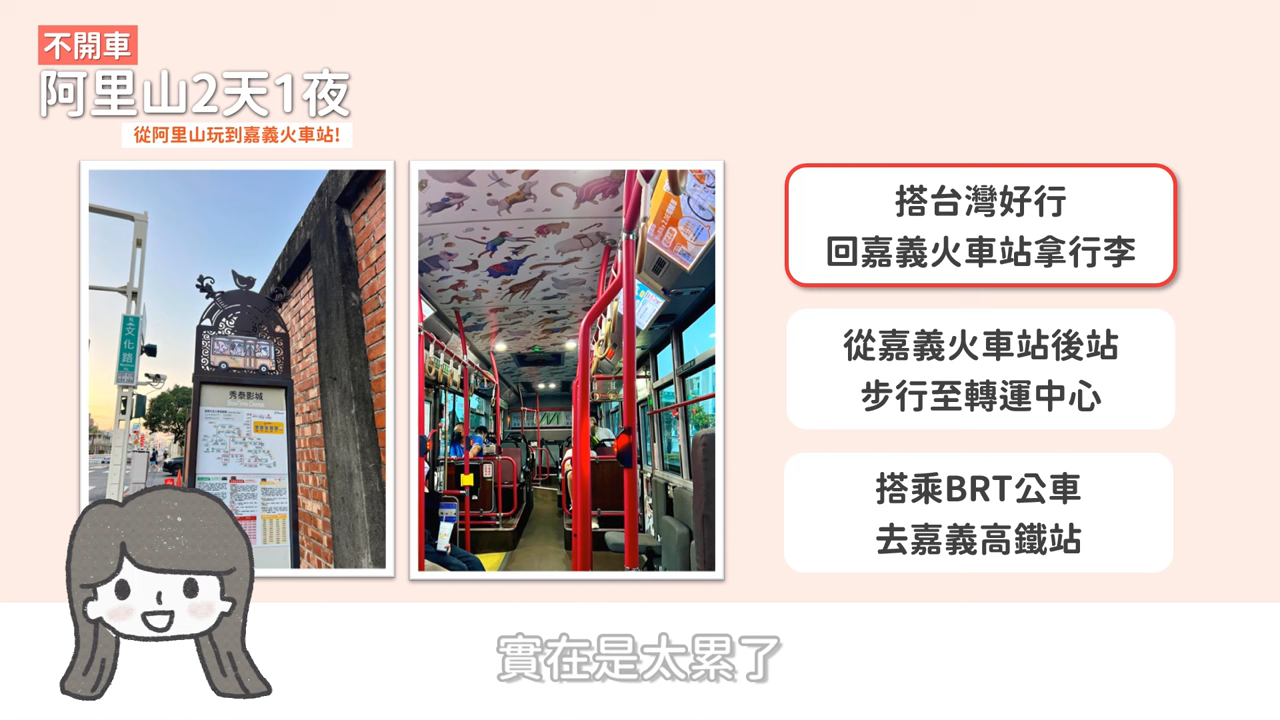 不開車
阿里山2天1夜
從阿里山玩到嘉義火車站!
文化路
秀泰影城
搭台灣好行
回嘉義火車站拿行李
從嘉義火車站後站
步行至轉運中心
搭乘BRT公車
去嘉義高鐵站
實在是太累了